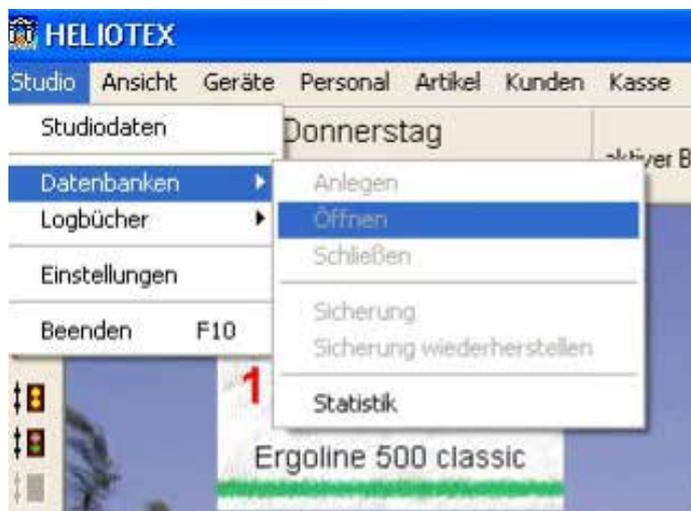 HELIOTEX
Studio Ansicht Geräte Personal Artikel Kunden Kasse
Studiodaten
Donnerstag
aktiver B
Datenbanken
Logbücher
Einstellungen
Beenden F10
Anlegen
Öffnen
Schließen
Sicherung
Sicherung wiederherstellen
Statistik
1
Ergoline 500 classic